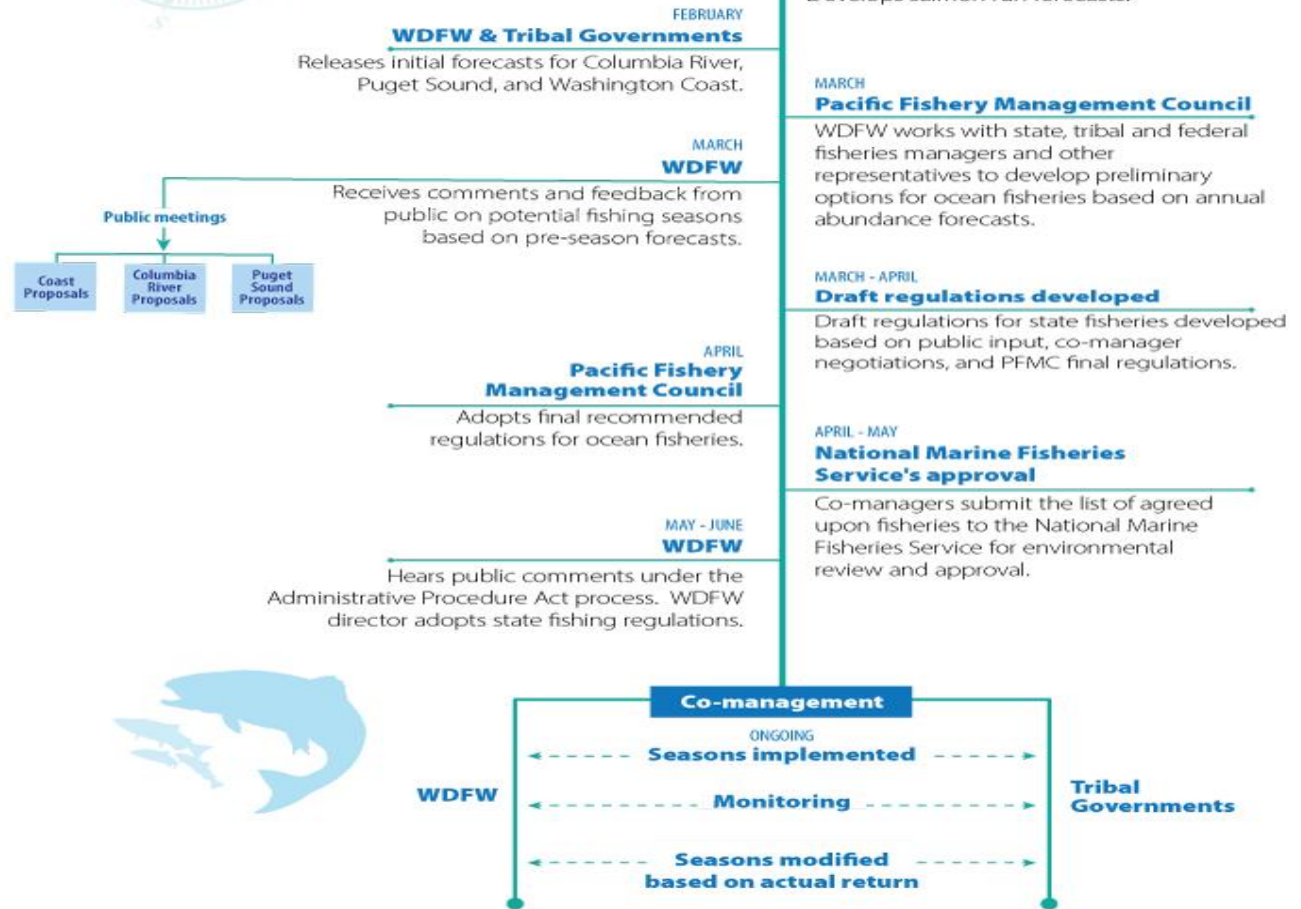 Develops salmon run forecasts.
FEBRUARY
WDFW & Tribal Governments
Releases initial forecasts for Columbia River,
Puget Sound, and Washington Coast.
MARCH
Pacific Fishery Management Council
WDFW works with state, tribal and federal
fisheries managers and other
representatives to develop preliminary
options for ocean fisheries based on annual
abundance forecasts.
MARCH
WDFW
Receives comments and feedback from
public on potential fishing seasons
based on pre-season forecasts.
Public meetings
Coast
Proposals
Columbia
River
Proposals
Puget
Sound
Proposals
MARCH - APRIL
Draft regulations developed
Draft regulations for state fisheries developed
based on public input, co-manager
negotiations, and PFMC final regulations.
APRIL
Pacific Fishery
Management Council
Adopts final recommended
regulations for ocean fisheries.
APRIL - MAY
National Marine Fisheries
Service's approval
Co-managers submit the list of agreed
upon fisheries to the National Marine
Fisheries Service for environmental
review and approval.
MAY - JUNE
WDFW
Hears public comments under the
Administrative Procedure Act process. WDFW
director adopts state fishing regulations.
Co-management
ONGOING
Seasons implemented
WDFW
Monitoring
Tribal
Governments
Seasons modified
based on actual return
S